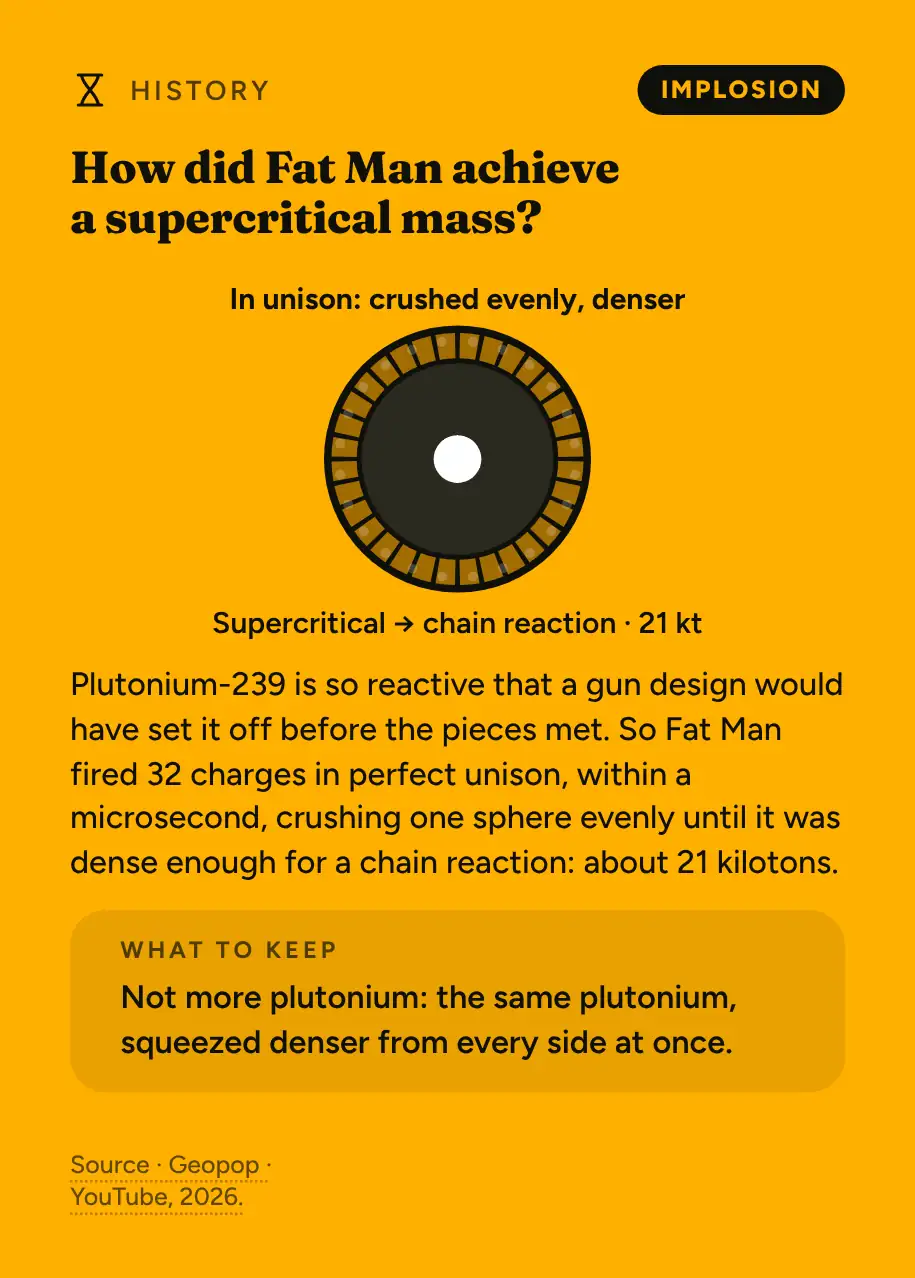 HISTORY
IMPLOSION
How did Fat Man achieve
a supercritical mass?
In unison: crushed evenly, denser
Supercritical → chain reaction · 21 kt
Plutonium-239 is so reactive that a gun design would
have set it off before the pieces met. So Fat Man
fired 32 charges in perfect unison, within a
microsecond, crushing one sphere evenly until it was
dense enough for a chain reaction: about 21 kilotons.
WHAT TO KEEP
Not more plutonium: the same plutonium,
squeezed denser from every side at once.
Source · Geopop ·
YouTube, 2026.